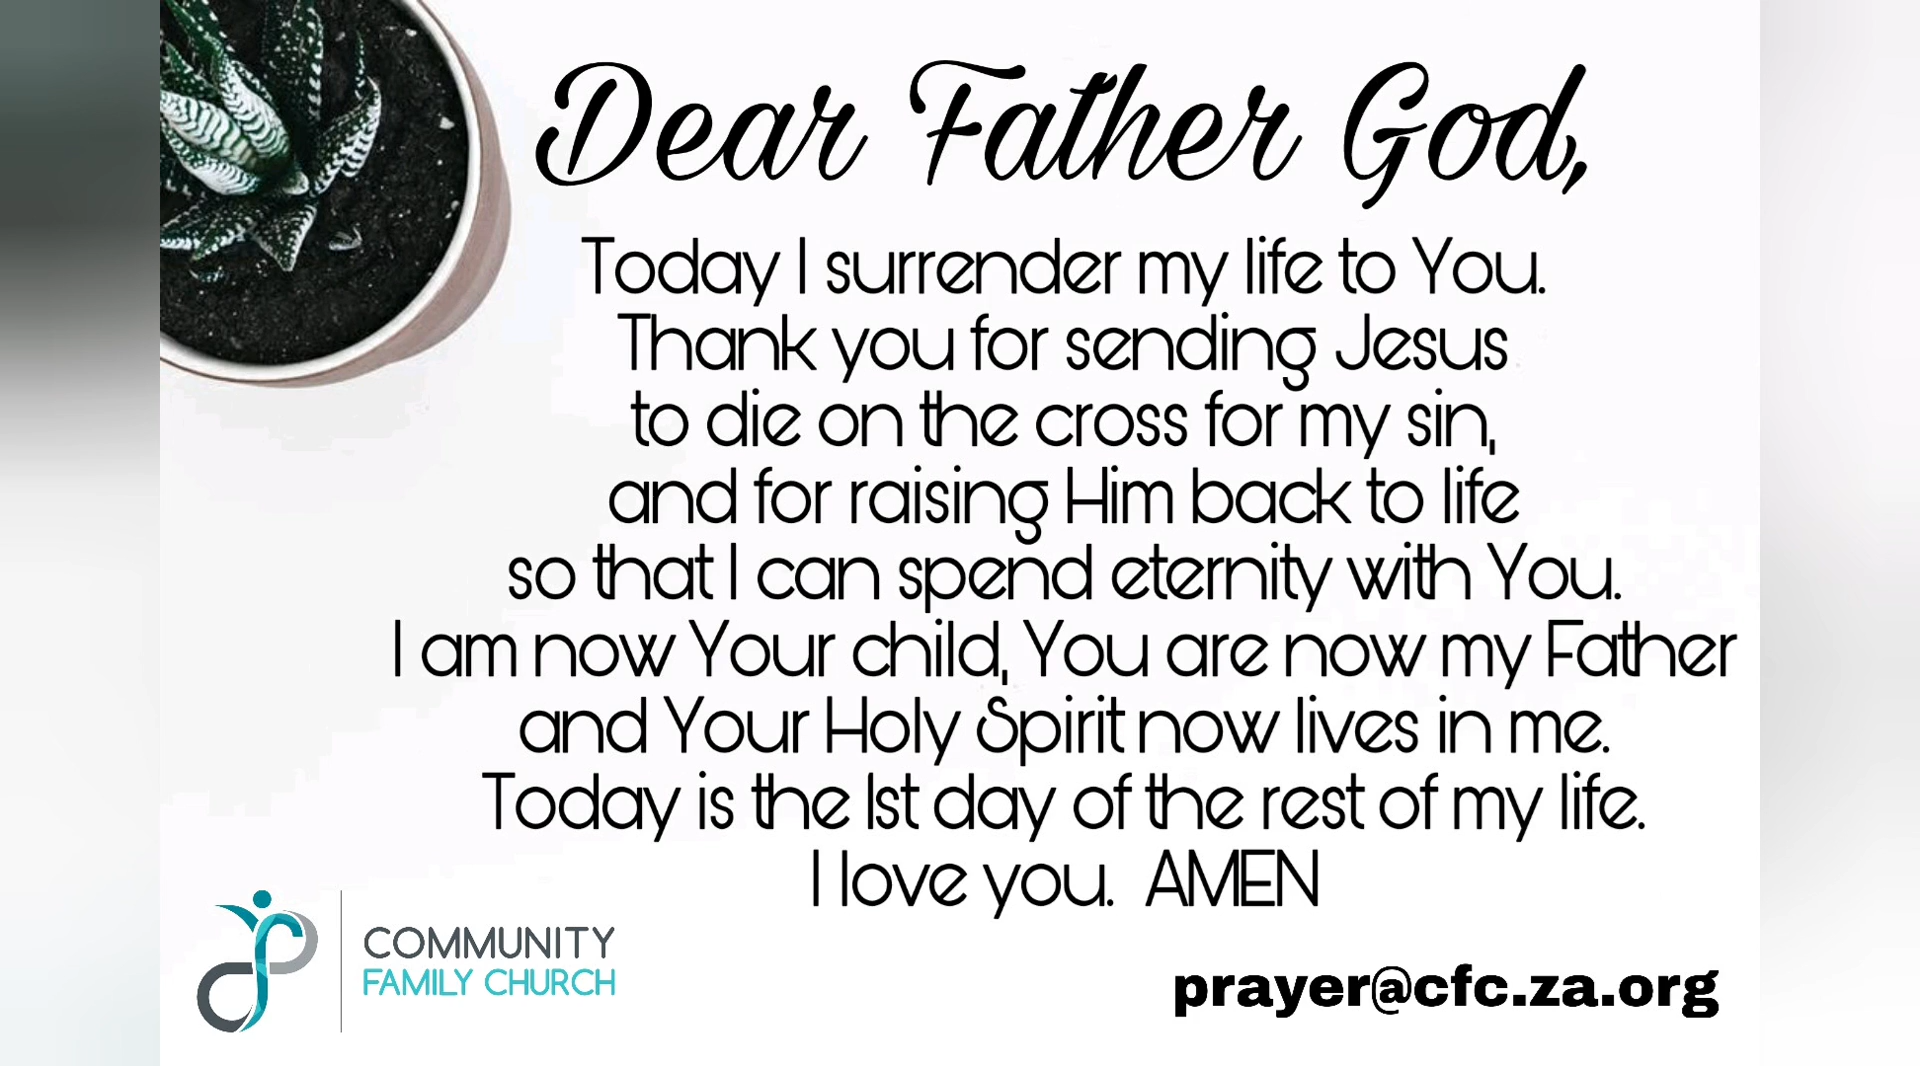 Dear Father God,
Today I surrender my life to You.
Thank you for sending Jesus
to die on the cross for my sin,
and for raising Him back to life
so that I can spend eternity with You.
I am now Your child, You are now my Father
and Your Holy Spirit now lives in me.
Today is the 1st day of the rest of my life.
I love you. AMEN
COMMUNITY
FAMILY CHURCH
prayer@cfc.za.org